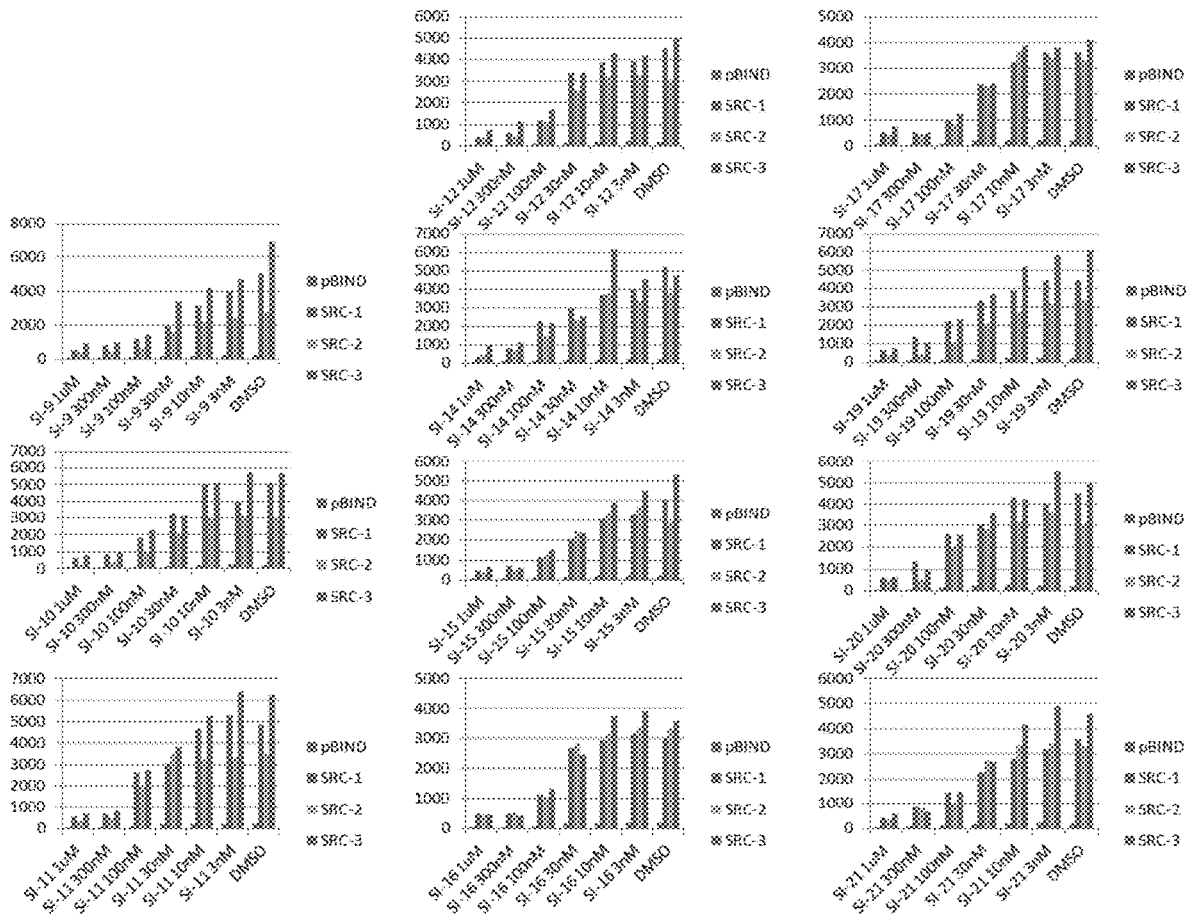 6000
5000
4000
3000
2000
1000
0
SI-12 1uM
SI-12 300nM
SI-12 100nM
SI-12 30nM
SI-12 10nM
SI-12 3nM
DMSO
pBIND
SRC-1
SRC-2
SRC-3
5000
4000
3000
2000
1000
0
SI-17 1uM
SI-17 300nM
SI-17 100nM
SI-17 30nM
SI-17 10nM
SI-17 3nM
DMSO
pBIND
SRC-1
SRC-2
SRC-3
8000
6000
4000
2000
0
SI-9 1uM
SI-9 300nM
SI-9 100nM
SI-9 30nM
SI-9 10nM
SI-9 3nM
DMSO
pBIND
SRC-1
SRC-2
SRC-3
7000
6000
5000
4000
3000
2000
1000
0
SI-14 1uM
SI-14 300nM
SI-14 100nM
SI-14 30nM
SI-14 10nM
SI-14 3nM
DMSO
pBIND
SRC-1
SRC-2
SRC-3
7000
6000
5000
4000
3000
2000
1000
0
SI-19 1uM
SI-19 300nM
SI-19 100nM
SI-19 30nM
SI-19 10nM
SI-19 3nM
DMSO
pBIND
SRC-1
SRC-2
SRC-3
7000
6000
5000
4000
3000
2000
1000
0
SI-10 1uM
SI-10 300nM
SI-10 100nM
SI-10 30nM
SI-10 10nM
SI-10 3nM
DMSO
pBIND
SRC-1
SRC-2
SRC-3
6000
5000
4000
3000
2000
1000
0
SI-15 1uM
SI-15 300nM
SI-15 100nM
SI-15 30nM
SI-15 10nM
SI-15 3nM
DMSO
pBIND
SRC-1
SRC-2
SRC-3
6000
5000
4000
3000
2000
1000
0
SI-20 1uM
SI-20 300nM
SI-20 100nM
SI-20 30nM
SI-20 10nM
SI-20 3nM
DMSO
pBIND
SRC-1
SRC-2
SRC-3
7000
6000
5000
4000
3000
2000
1000
0
SI-11 1uM
SI-11 300nM
SI-11 100nM
SI-11 30nM
SI-11 10nM
SI-11 3nM
DMSO
pBIND
SRC-1
SRC-2
SRC-3
5000
4000
3000
2000
1000
0
SI-16 1uM
SI-16 300nM
SI-16 100nM
SI-16 30nM
SI-16 10nM
SI-16 3nM
DMSO
pBIND
SRC-1
SRC-2
SRC-3
6000
5000
4000
3000
2000
1000
0
SI-21 1uM
SI-21 300nM
SI-21 100nM
SI-21 30nM
SI-21 10nM
SI-21 3nM
DMSO
pBIND
SRC-1
SRC-2
SRC-3